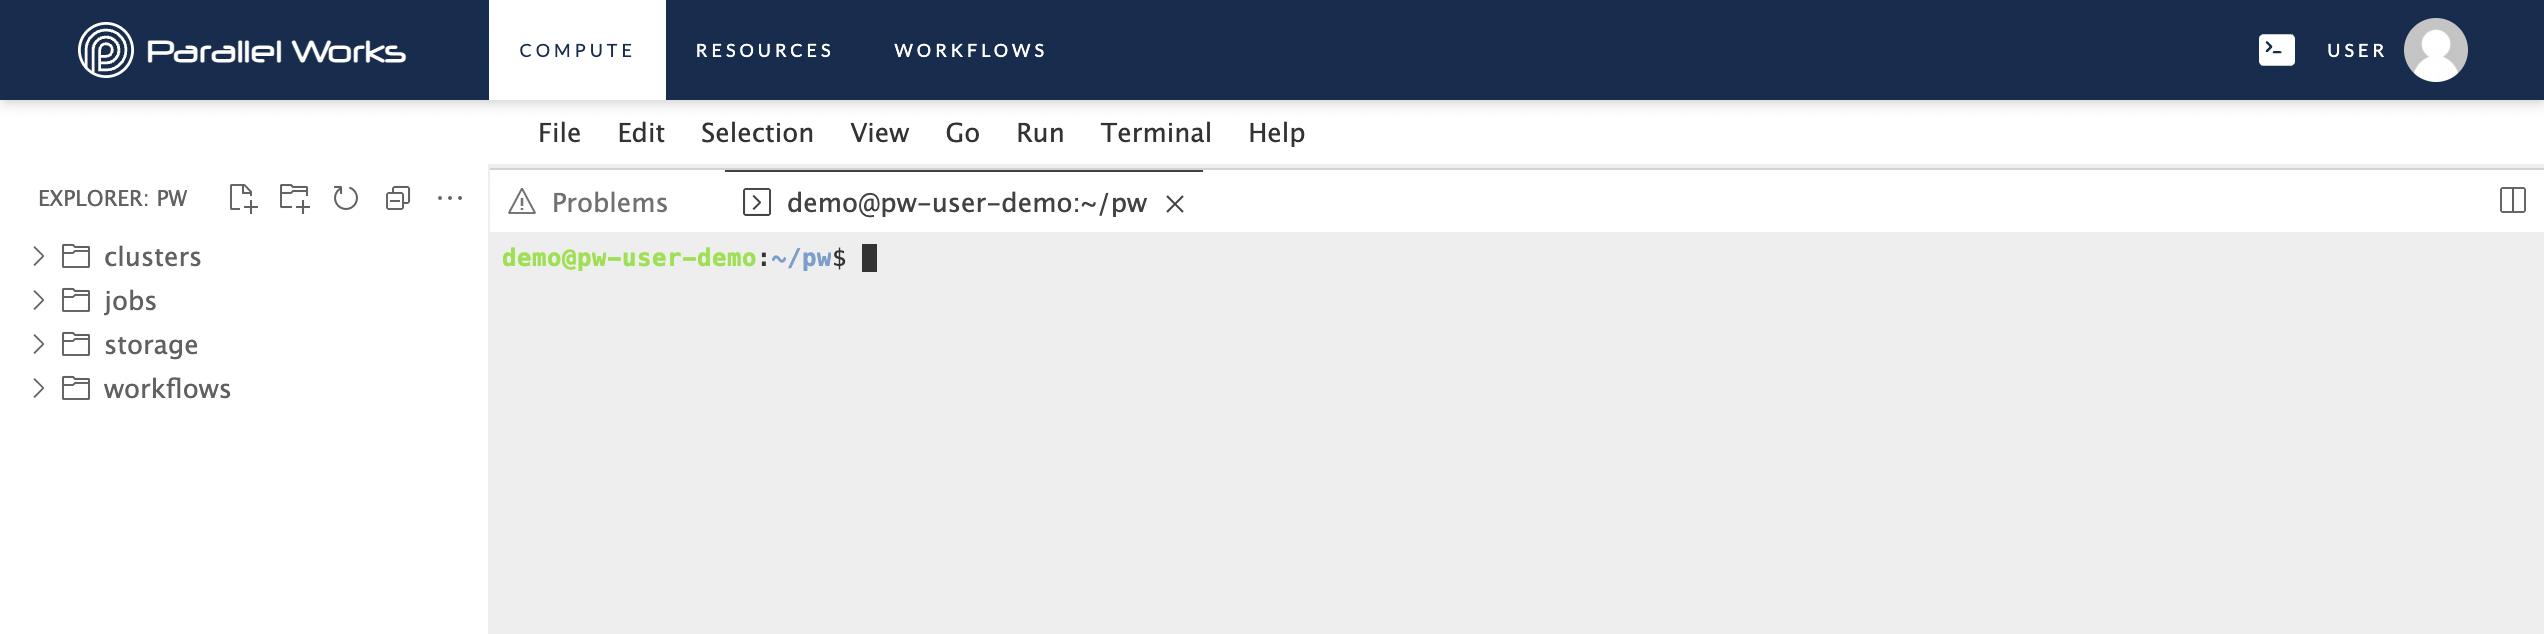 Parallel Works COMPUTE RESOURCES WORKFLOWS USER
File Edit Selection View Go Run Terminal Help
EXPLORER: PW
clusters
jobs
storage
workflows
Problems demo@pw-user-demo:~/pw
demo@pw-user-demo:~/pw$